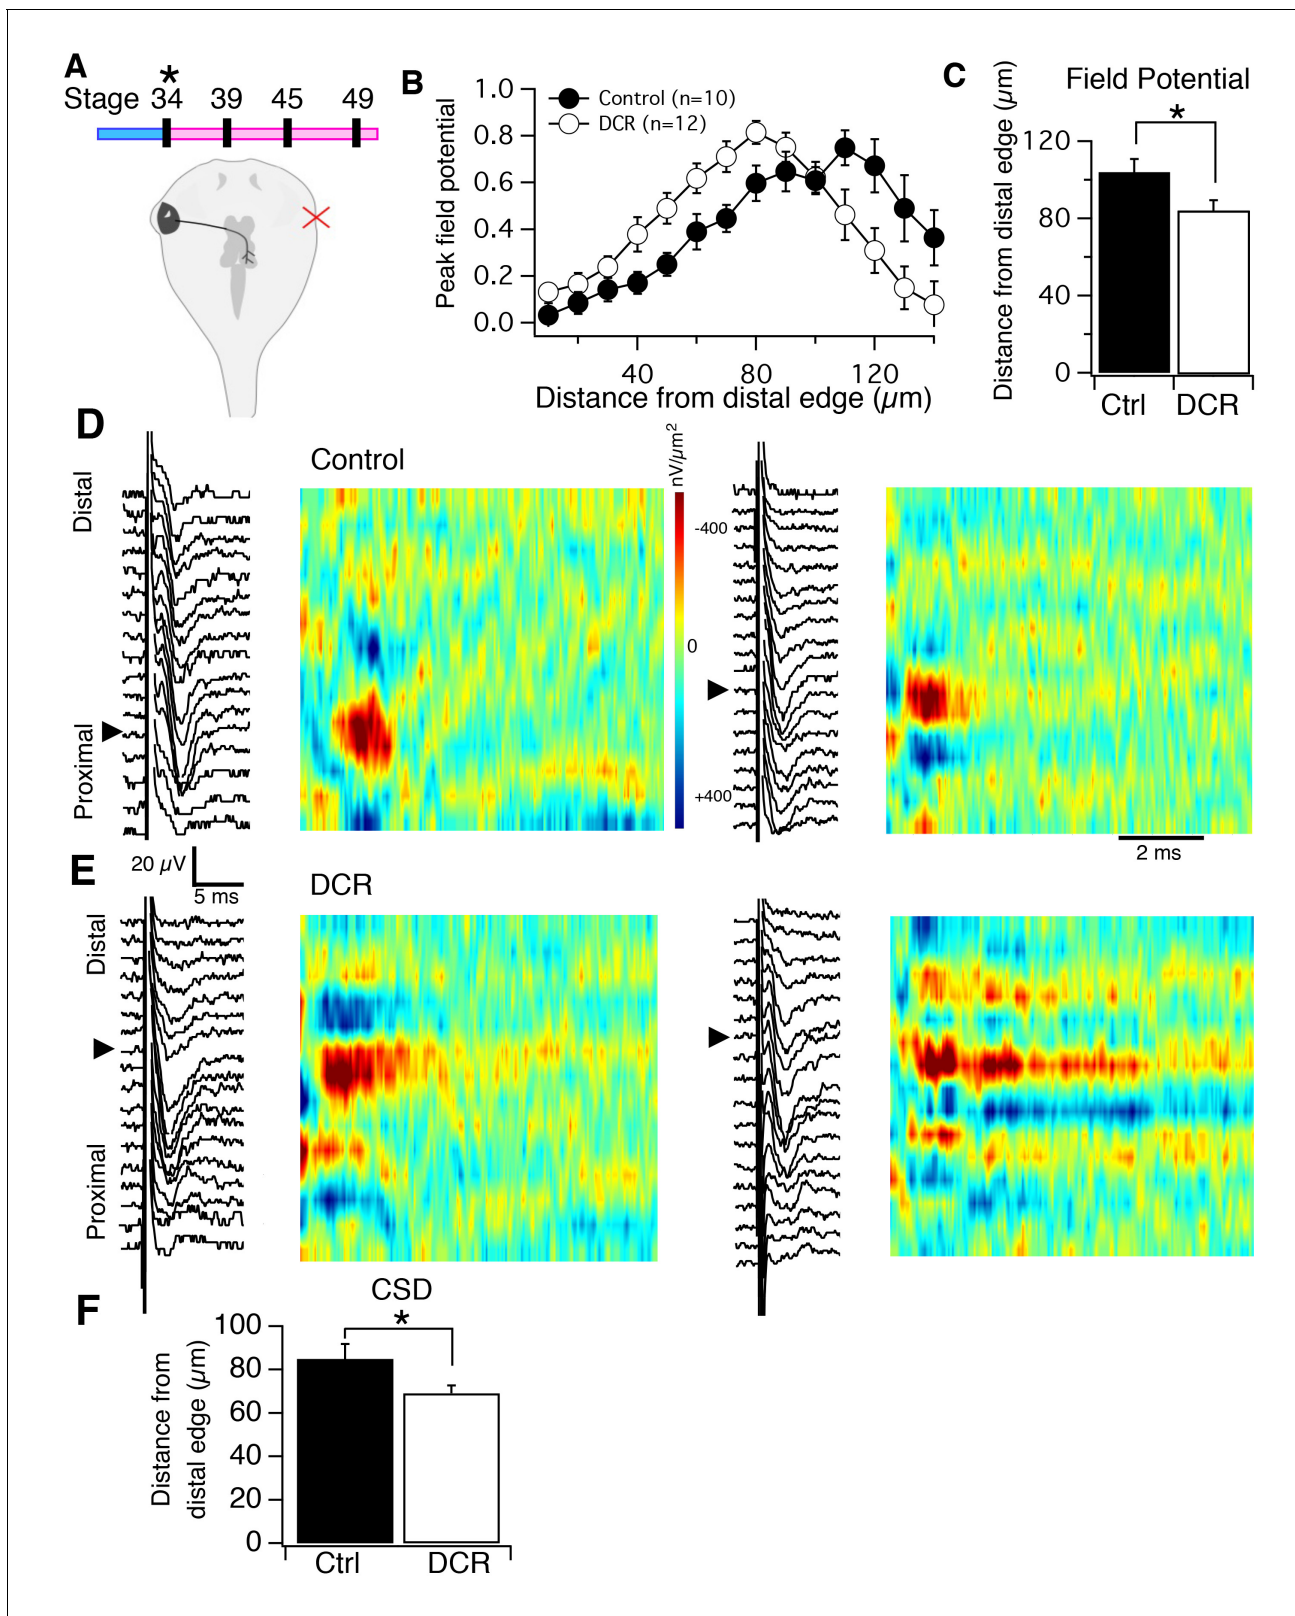 A
*
Stage 34 39 45 49
B
1.0
0.8
0.6
0.4
0.2
0.0
Peak field potential
Control (n=10)
DCR (n=12)
40 80 120
Distance from distal edge (µm)
C
Field Potential
*
Distance from distal edge (µm)
120
80
40
0
Ctrl DCR
D
Distal
Proximal
Control
nV/µm²
-400
0
+400
2 ms
E
20 µV
5 ms
Distal
Proximal
DCR
F
CSD
*
Distance from
distal edge (µm)
100
80
60
40
20
0
Ctrl DCR